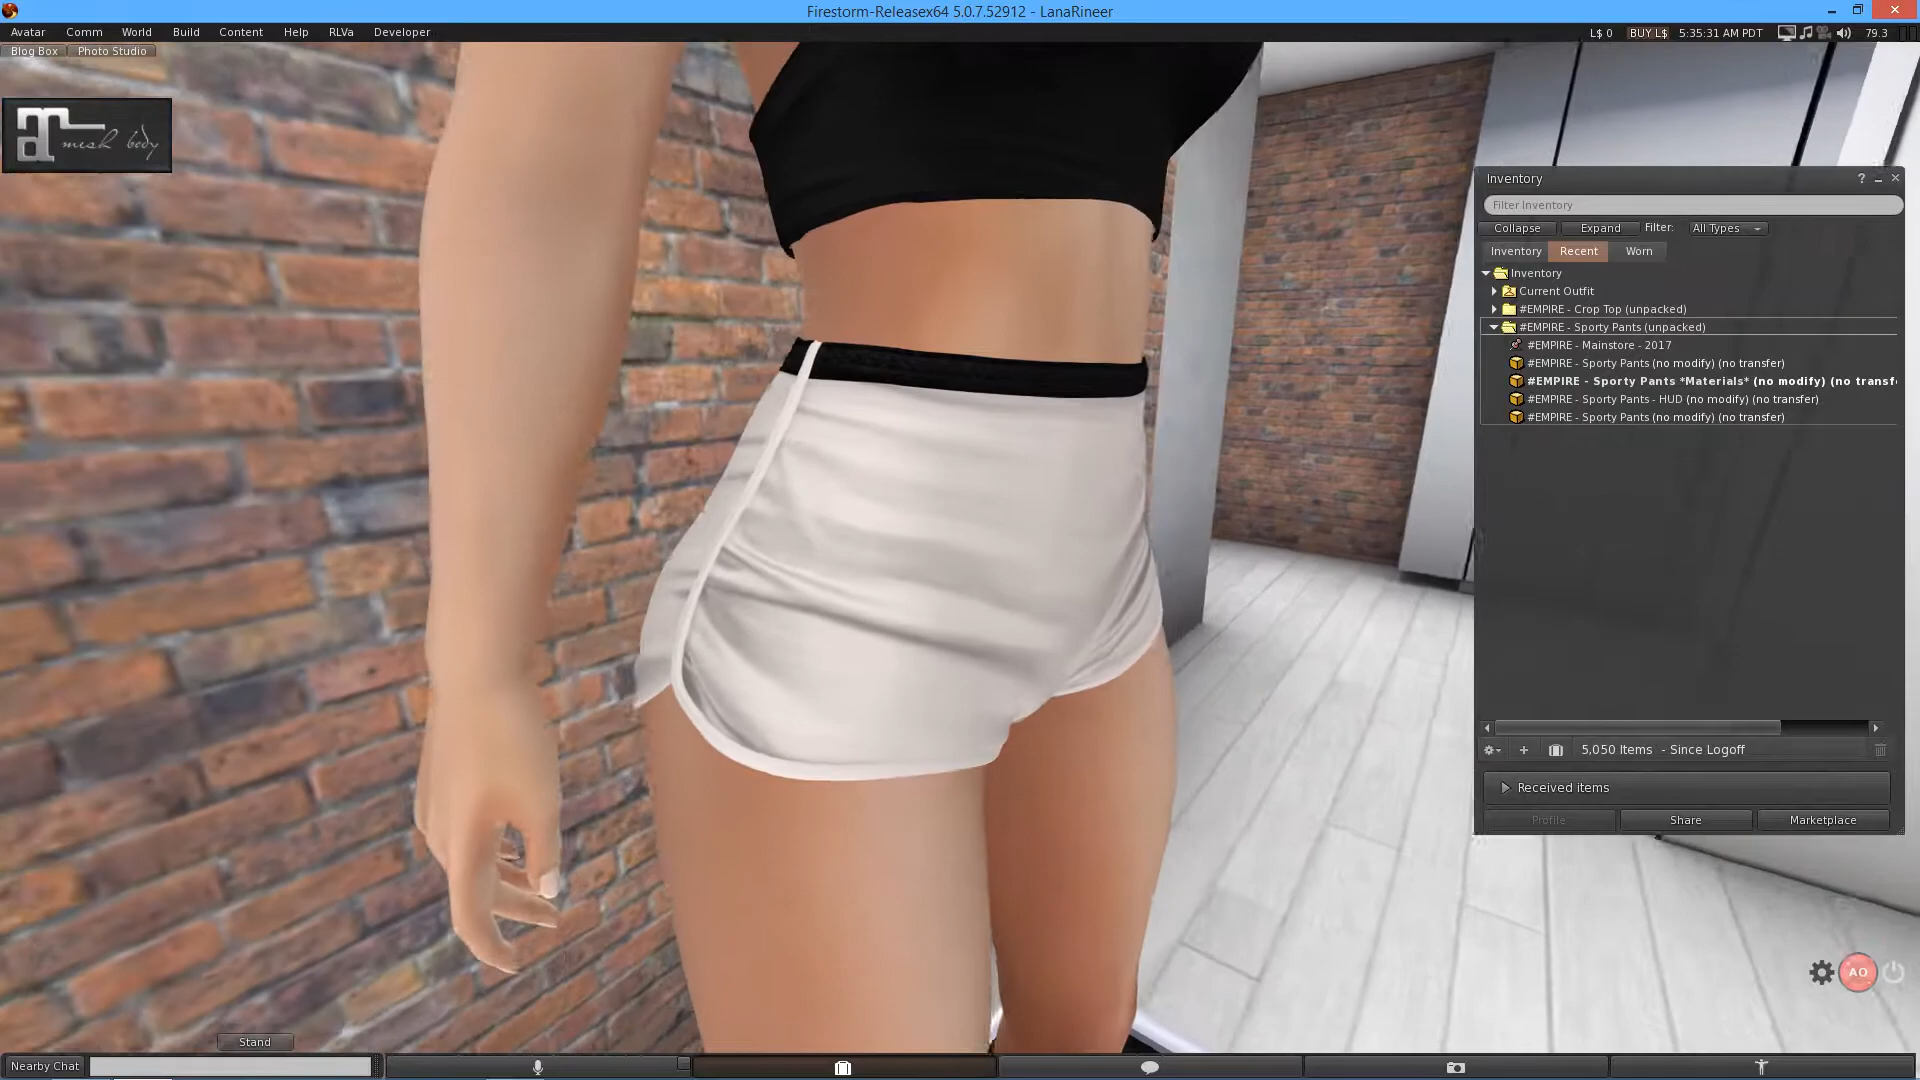 Firestorm-Releasex64 5.0.7.52912 - LanaRineer
Avatar Comm World Build Content Help RLVa Developer
L$ 0 BUY L$ 5:35:31 AM PDT 79.3
Blog Box Photo Studio
mesh body
Inventory ?
Filter Inventory
Collapse Expand Filter: All Types
Inventory Recent Worn
Inventory
Current Outfit
#EMPIRE - Crop Top (unpacked)
#EMPIRE - Sporty Pants (unpacked)
#EMPIRE - Mainstore - 2017
#EMPIRE - Sporty Pants (no modify) (no transfer)
#EMPIRE - Sporty Pants *Materials* (no modify) (no transf
#EMPIRE - Sporty Pants - HUD (no modify) (no transfer)
#EMPIRE - Sporty Pants (no modify) (no transfer)
5,050 Items - Since Logoff
Received items
Profile Share Marketplace
AO
Stand
Nearby Chat